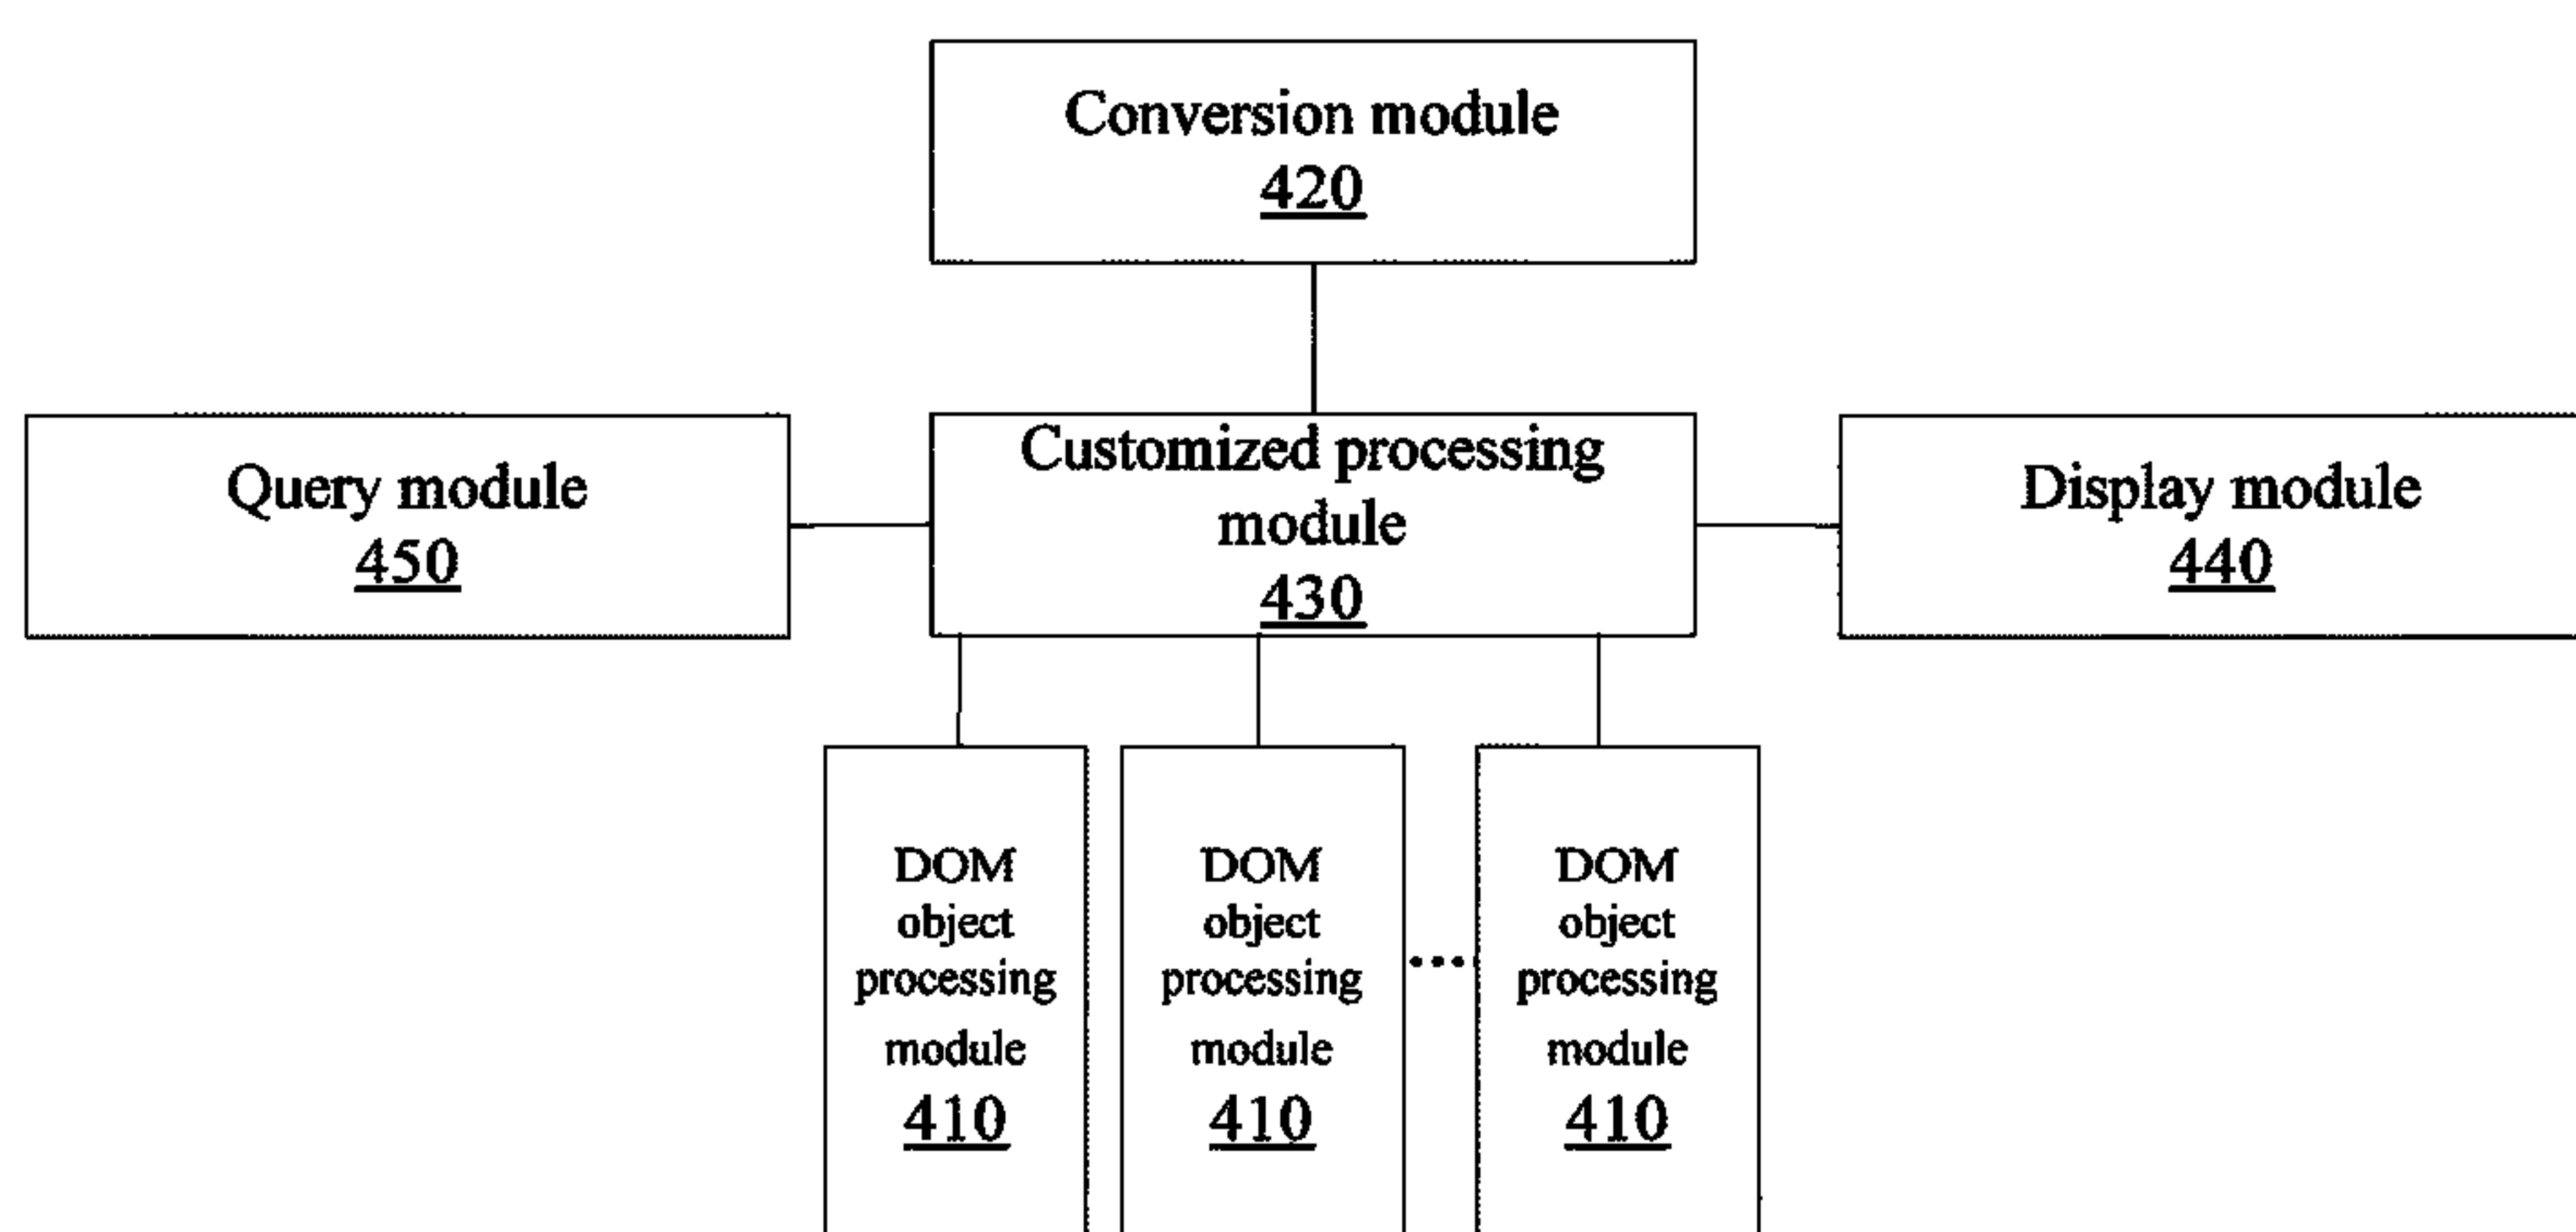 Conversion module
420
Query module
450
Customized processing
module
430
Display module
440
DOM
object
processing
module
410
DOM
object
processing
module
410
DOM
object
processing
module
410